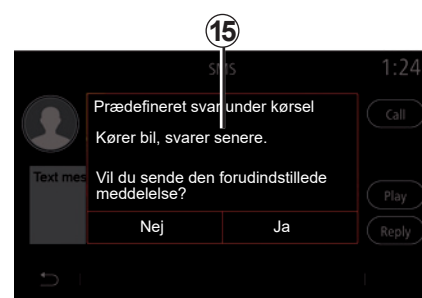 15
SMS
1:24
Prædefineret svar under kørsel
Call
Kører bil, svarer senere.
Text mes
Vil du sende den forudindstillede
meddelelse?
Play
Nej
Ja
Reply